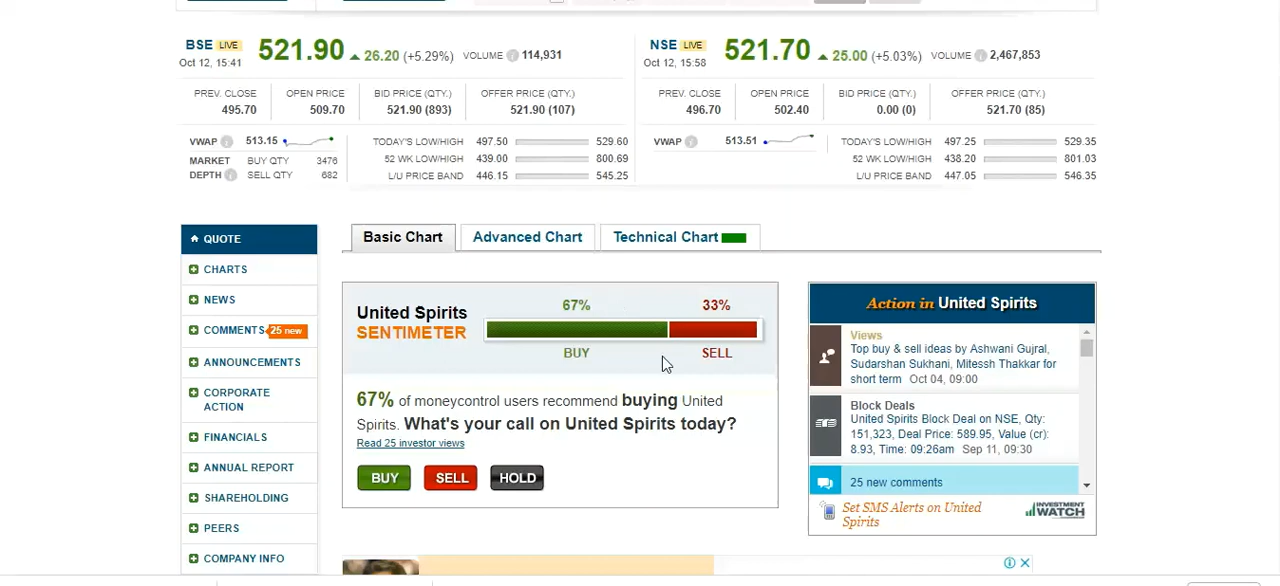 BSE LIVE 521.90 26.20 (+5.29%) VOLUME 114,931
Oct 12, 15:41
PREV. CLOSE OPEN PRICE BID PRICE (QTY.) OFFER PRICE (QTY.)
495.70 509.70 521.90 (893) 521.90 (107)
VWAP 513.15
MARKET DEPTH BUY QTY 3476
SELL QTY 682
TODAY'S LOW/HIGH 497.50 529.60
52 WK LOW/HIGH 439.00 800.69
L/U PRICE BAND 446.15 545.25
NSE LIVE 521.70 25.00 (+5.03%) VOLUME 2,467,853
Oct 12, 15:58
PREV. CLOSE OPEN PRICE BID PRICE (QTY.) OFFER PRICE (QTY.)
496.70 502.40 0.00 (0) 521.70 (85)
VWAP 513.51
TODAY'S LOW/HIGH 497.25 529.35
52 WK LOW/HIGH 438.20 801.03
L/U PRICE BAND 447.05 546.35
QUOTE
CHARTS
NEWS
COMMENTS 25 new
ANNOUNCEMENTS
CORPORATE
ACTION
FINANCIALS
ANNUAL REPORT
SHAREHOLDING
PEERS
COMPANY INFO
Basic Chart Advanced Chart Technical Chart
United Spirits
SENTIMETER
67% 33%
BUY SELL
67% of moneycontrol users recommend buying United
Spirits. What's your call on United Spirits today?
Read 25 investor views
BUY SELL HOLD
Action in United Spirits
Views
Top buy & sell ideas by Ashwani Gujral,
Sudarshan Sukhani, Mitessh Thakkar for
short term Oct 04, 09:00
Block Deals
United Spirits Block Deal on NSE, Qty:
151,323, Deal Price: 589.95, Value (cr):
8.93, Time: 09:26am Sep 11, 09:30
25 new comments
Set SMS Alerts on United
Spirits
INVESTMENT
WATCH